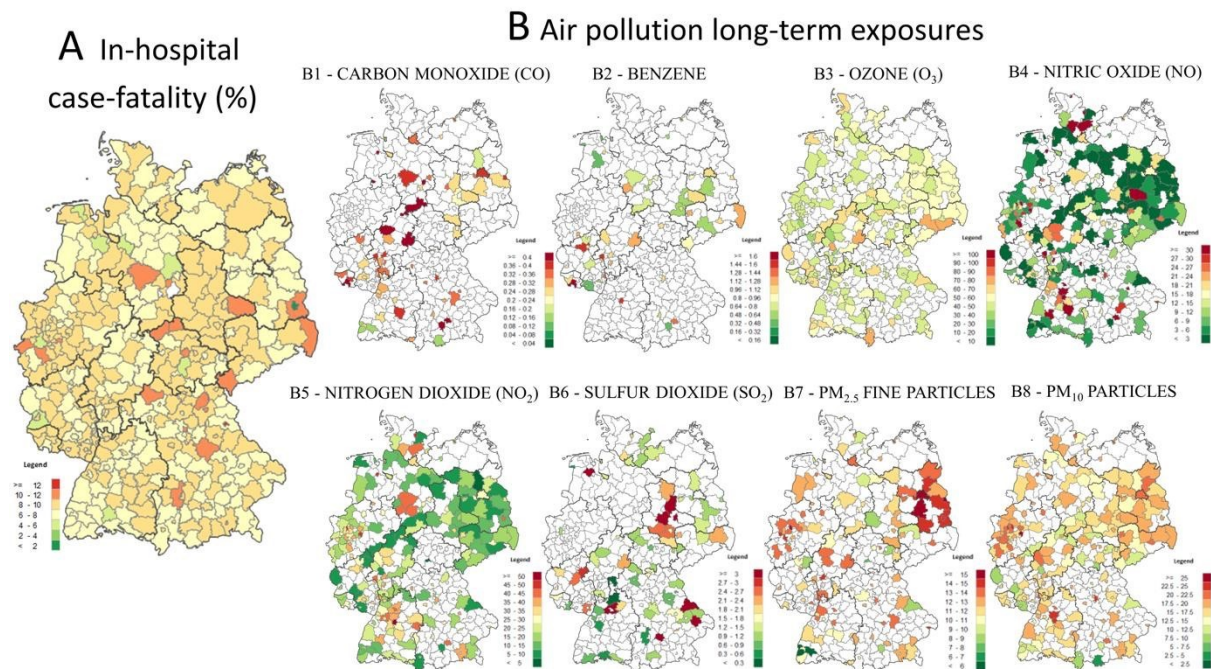 A In-hospital
case-fatality (%)
Legend
>= 12
10 - 12
8 - 10
6 - 8
4 - 6
2 - 4
< 2
B Air pollution long-term exposures
B1 - CARBON MONOXIDE (CO)
Legend
>= 0.4
0.36 - 0.4
0.32 - 0.36
0.28 - 0.32
0.24 - 0.28
0.2 - 0.24
0.16 - 0.2
0.12 - 0.16
0.08 - 0.12
0.04 - 0.08
< 0.04
B2 - BENZENE
Legend
>= 1.6
1.44 - 1.6
1.28 - 1.44
1.12 - 1.28
0.96 - 1.12
0.8 - 0.96
0.64 - 0.8
0.48 - 0.64
0.32 - 0.48
0.16 - 0.32
< 0.16
B3 - OZONE (O₃)
Legend
>= 100
90 - 100
80 - 90
70 - 80
60 - 70
50 - 60
40 - 50
30 - 40
20 - 30
10 - 20
< 10
B4 - NITRIC OXIDE (NO)
Legend
>= 30
27 - 30
24 - 27
21 - 24
18 - 21
15 - 18
12 - 15
9 - 12
6 - 9
3 - 6
< 3
B5 - NITROGEN DIOXIDE (NO₂)
Legend
>= 50
45 - 50
40 - 45
35 - 40
30 - 35
25 - 30
20 - 25
15 - 20
10 - 15
5 - 10
< 5
B6 - SULFUR DIOXIDE (SO₂)
Legend
>= 3
2.7 - 3
2.4 - 2.7
2.1 - 2.4
1.8 - 2.1
1.5 - 1.8
1.2 - 1.5
0.9 - 1.2
0.6 - 0.9
0.3 - 0.6
< 0.3
B7 - PM₂.₅ FINE PARTICLES
Legend
>= 15
14 - 15
13 - 14
12 - 13
11 - 12
10 - 11
9 - 10
8 - 9
7 - 8
6 - 7
< 6
B8 - PM₁₀ PARTICLES
Legend
>= 25
22.5 - 25
20 - 22.5
17.5 - 20
15 - 17.5
12.5 - 15
10 - 12.5
7.5 - 10
5 - 7.5
2.5 - 5
< 2.5